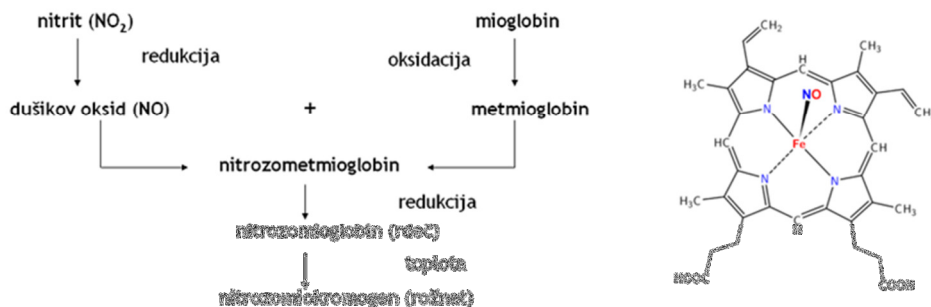 nitrit (NO₂) mioglobin
redukcija oksidacija
dušikov oksid (NO) + metmioglobin
nitrozometmioglobin
redukcija
nitrozomioglobin (rdeč)
toplota
nitrozomiokromogen (rožnat)
CH₂
H CH₃
C
H₃C
NO
CH
N N
HC Fe CH
N N
H₃C CH₃
C
H
HOOC COOH